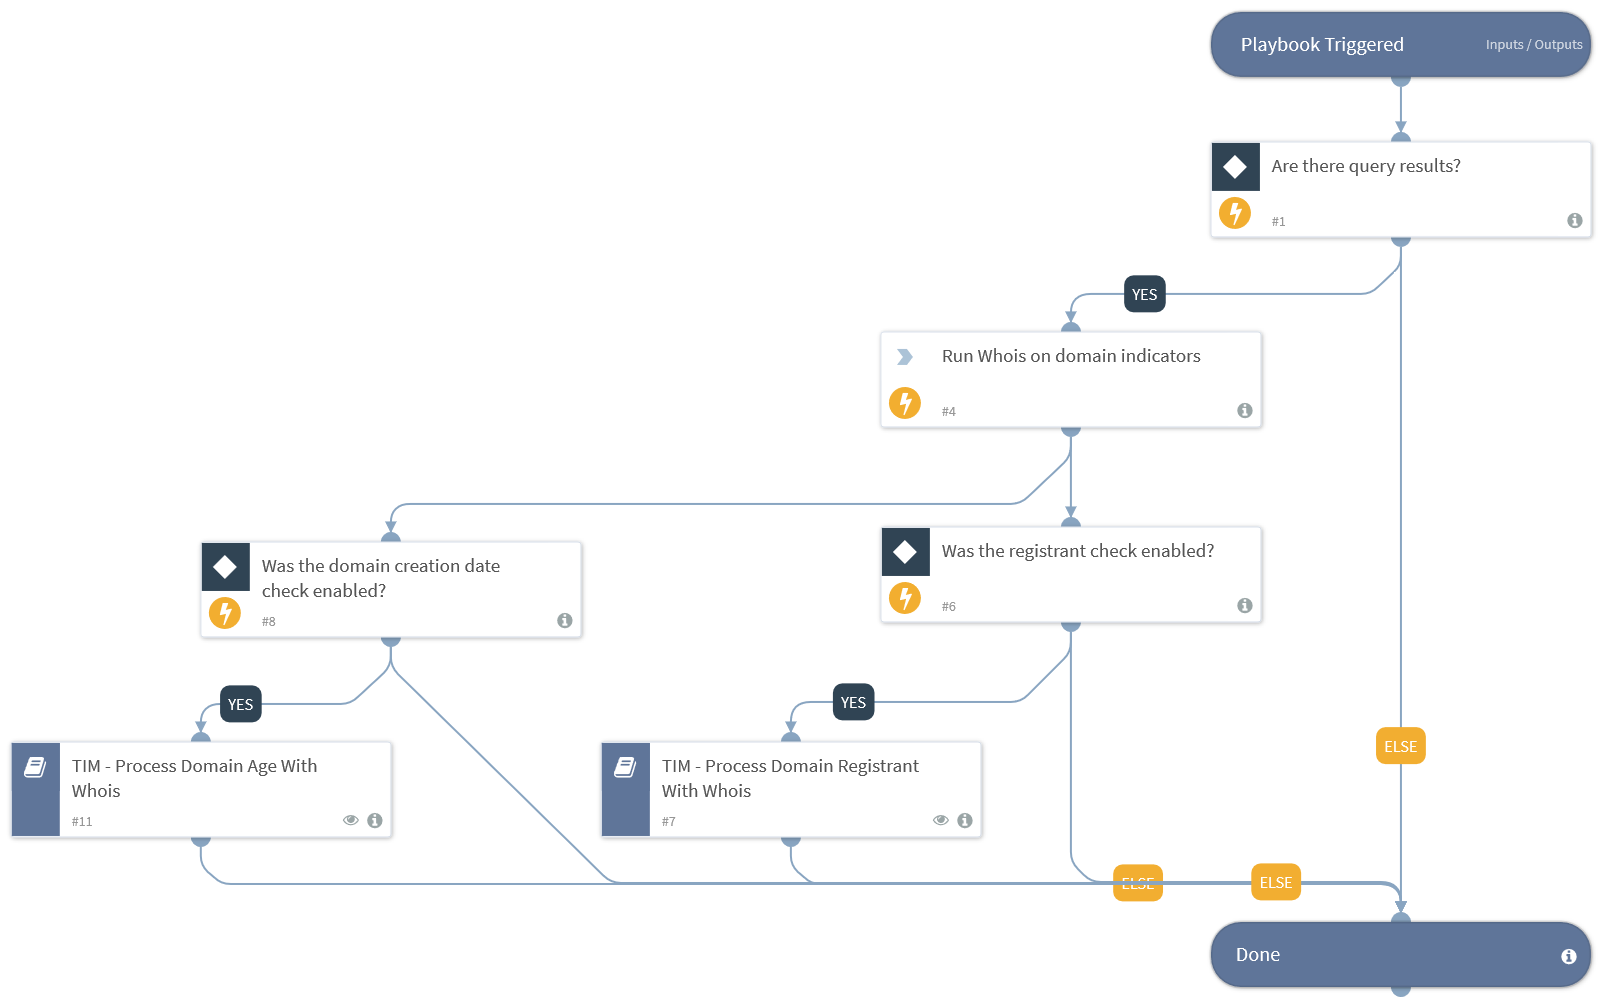 Playbook Triggered
Inputs / Outputs
Are there query results?
#1
YES
Run Whois on domain indicators
#4
Was the domain creation date
check enabled?
#8
Was the registrant check enabled?
#6
YES
YES
TIM - Process Domain Age With
Whois
#11
TIM - Process Domain Registrant
With Whois
#7
ELSE
ELSE
ELSE
Done